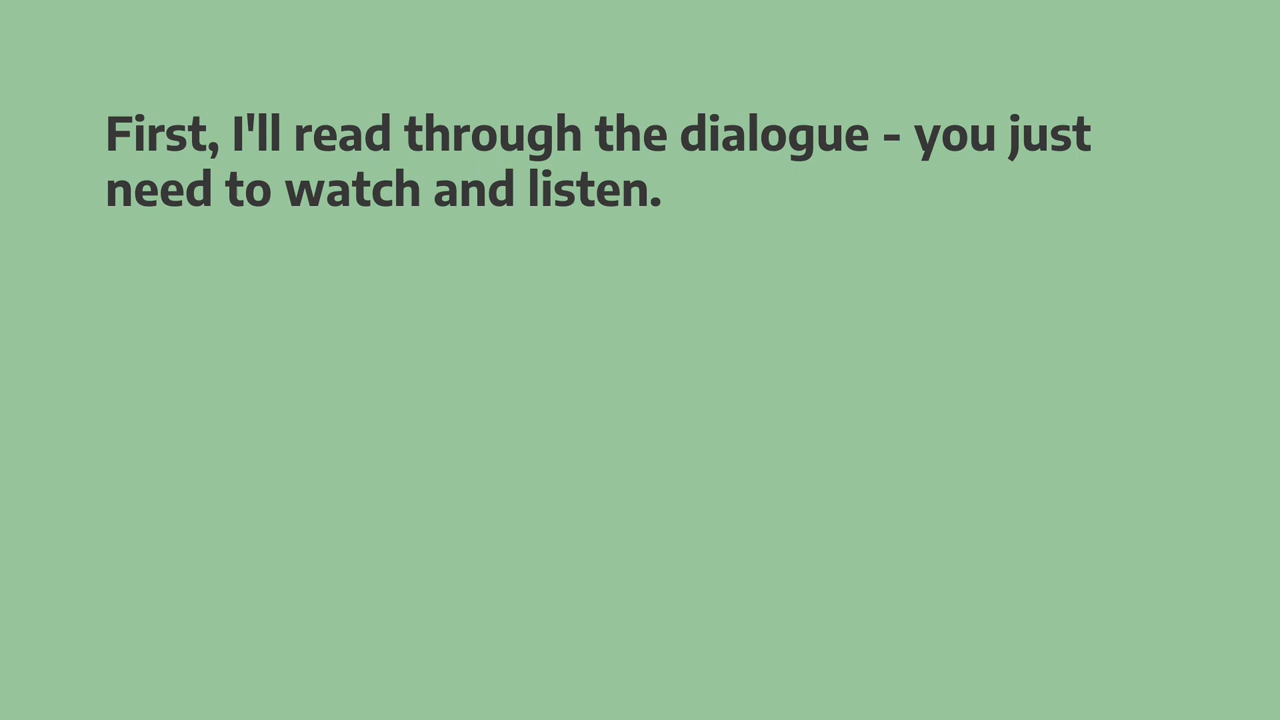 First, I'll read through the dialogue - you just
need to watch and listen.